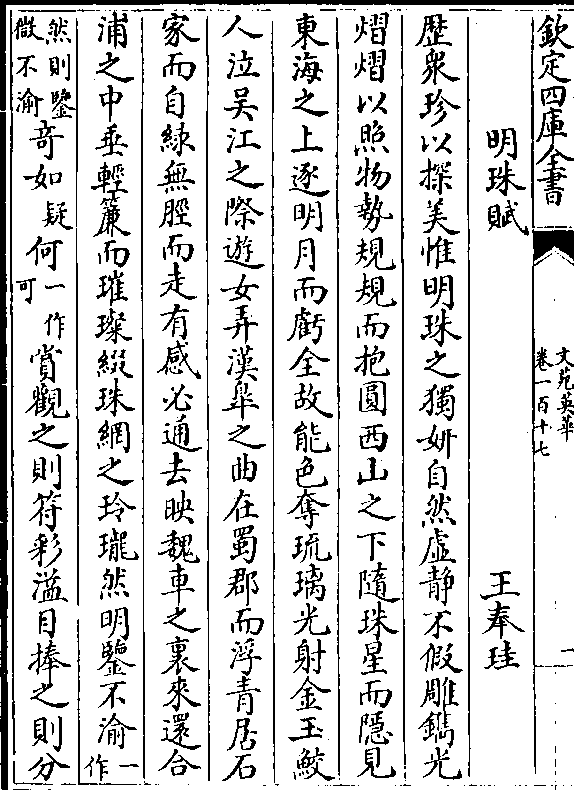 欽定四庫全書
文苑英華
卷一百十七
一
明珠賦 王奉珪
歷衆珍以探美惟明珠之獨妍自然虛静不假雕鐫光
熠熠以照物勢規規而抱圓西山之下隨珠星而隱見
東海之上逐明月而虧全故能色奪琉璃光射金玉鮫
人泣吳江之際遊女弄漢臯之曲在蜀郡而浮青居石
家而自緑無脛而走有感必通去映魏車之裏來還合
浦之中垂輕簾而璀璨綴珠網之玲瓏然明鑒不渝一作
然則鑒微不渝奇如疑何一作可賞觀之則符彩溢目捧之則分